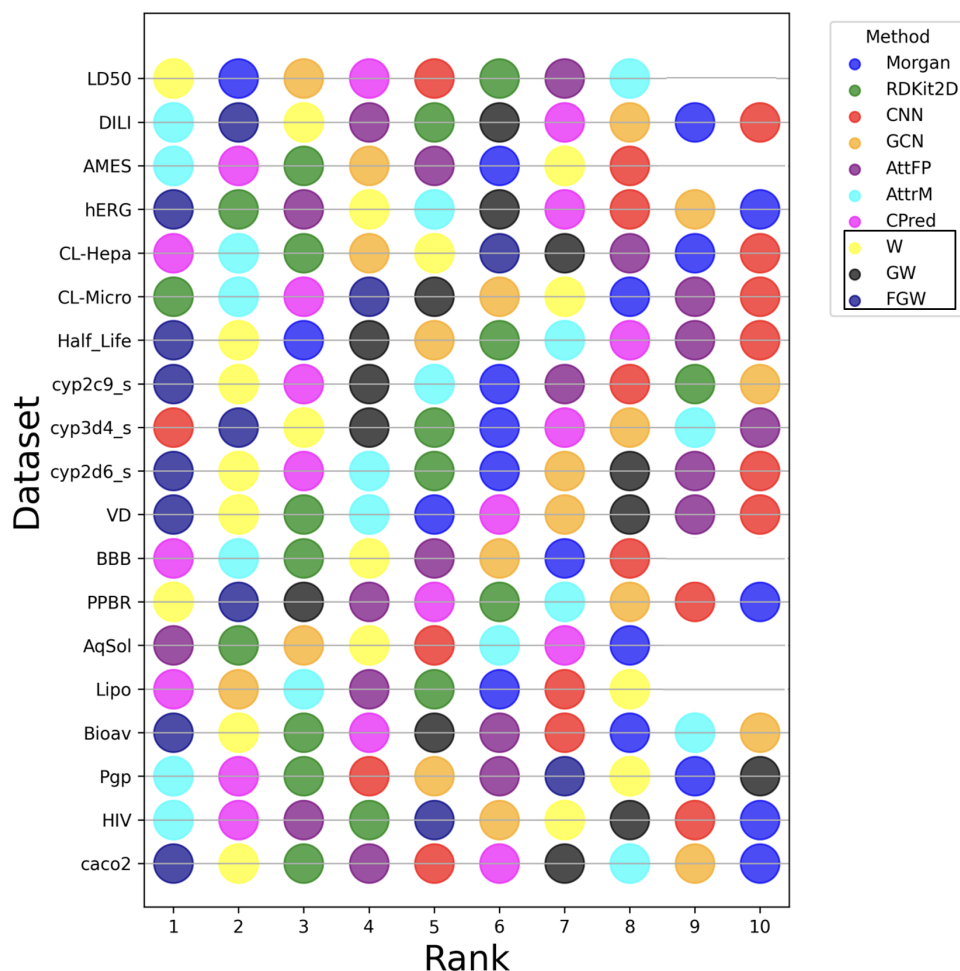 Dataset
LD50
DILI
AMES
hERG
CL-Hepa
CL-Micro
Half_Life
cyp2c9_s
cyp3d4_s
cyp2d6_s
VD
BBB
PPBR
AqSol
Lipo
Bioav
Pgp
HIV
caco2
1 2 3 4 5 6 7 8 9 10
Rank
Method
Morgan
RDKit2D
CNN
GCN
AttFP
AttrM
CPred
W
GW
FGW